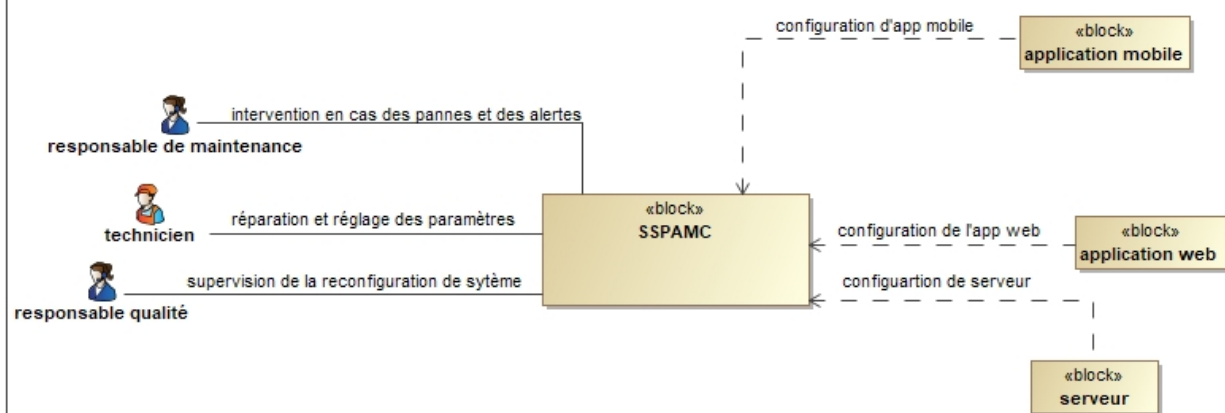 configuration d'app mobile
«block»
application mobile
intervention en cas des pannes et des alertes
responsable de maintenance
«block»
SSPAMC
réparation et réglage des paramètres
technicien
configuration de l'app web
«block»
application web
supervision de la reconfiguration de sytème
responsable qualité
configuartion de serveur
«block»
serveur